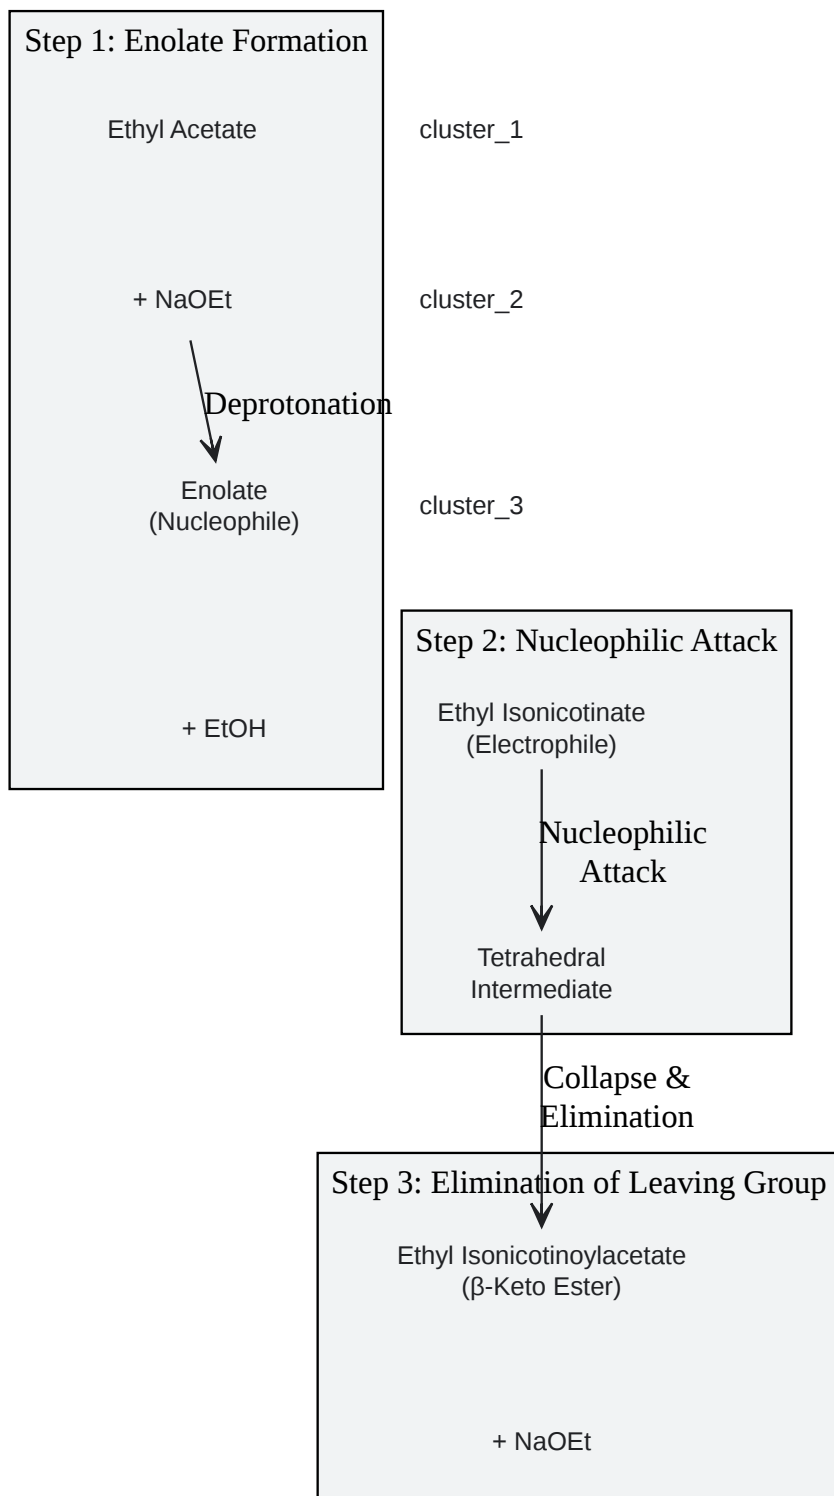 Step 1: Enolate Formation
Ethyl Acetate
cluster_1
+ NaOEt
cluster_2
Deprotonation
Enolate
(Nucleophile)
cluster_3
+ EtOH
Step 2: Nucleophilic Attack
Ethyl Isonicotinate
(Electrophile)
Nucleophilic
Attack
Tetrahedral
Intermediate
Collapse &
Elimination
Step 3: Elimination of Leaving Group
Ethyl Isonicotinoylacetate
(β-Keto Ester)
+ NaOEt